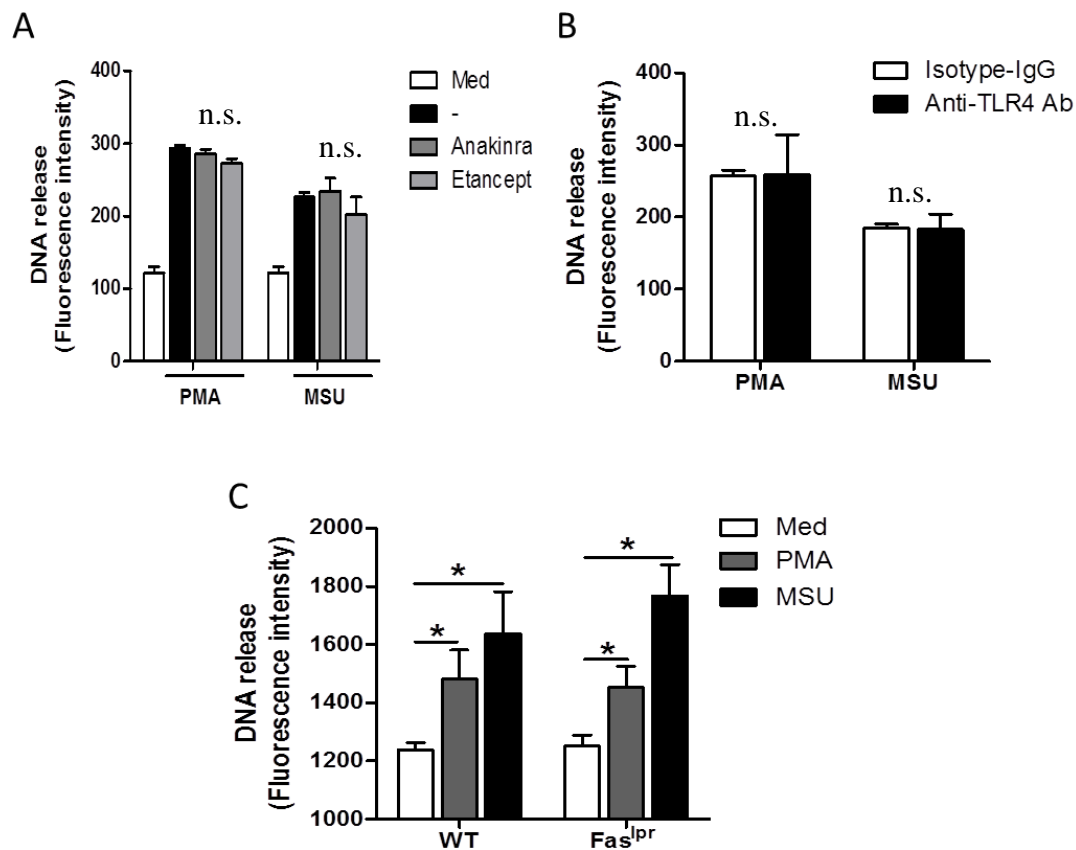 A
DNA release
(Fluorescence intensity)
400
300
200
100
0
n.s.
n.s.
PMA
MSU
Med
-
Anakinra
Etancept
B
DNA release
(Fluorescence intensity)
400
300
200
100
0
n.s.
n.s.
PMA
MSU
Isotype-IgG
Anti-TLR4 Ab
C
DNA release
(Fluorescence intensity)
2000
1800
1600
1400
1200
1000
*
*
*
*
WT
Faslpr
Med
PMA
MSU